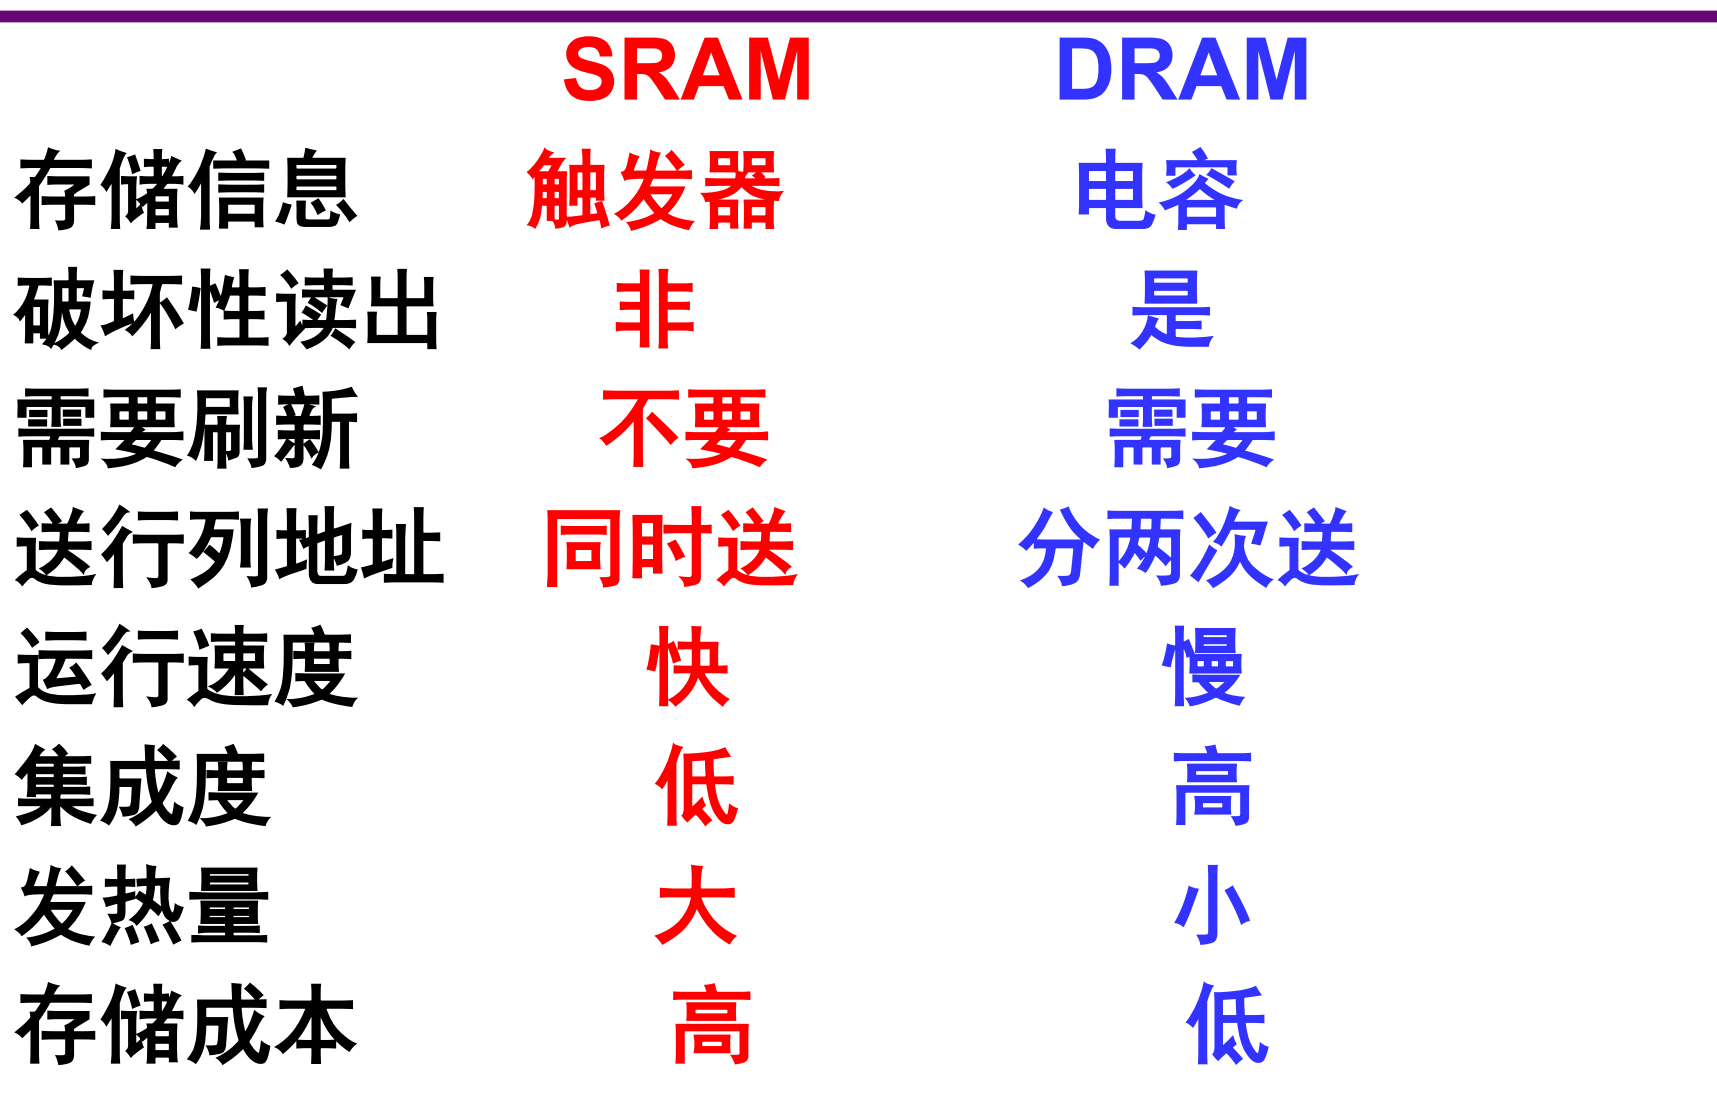 SRAM DRAM
存储信息 触发器 电容
破坏性读出 非 是
需要刷新 不要 需要
送行列地址 同时送 分两次送
运行速度 快 慢
集成度 低 高
发热量 大 小
存储成本 高 低